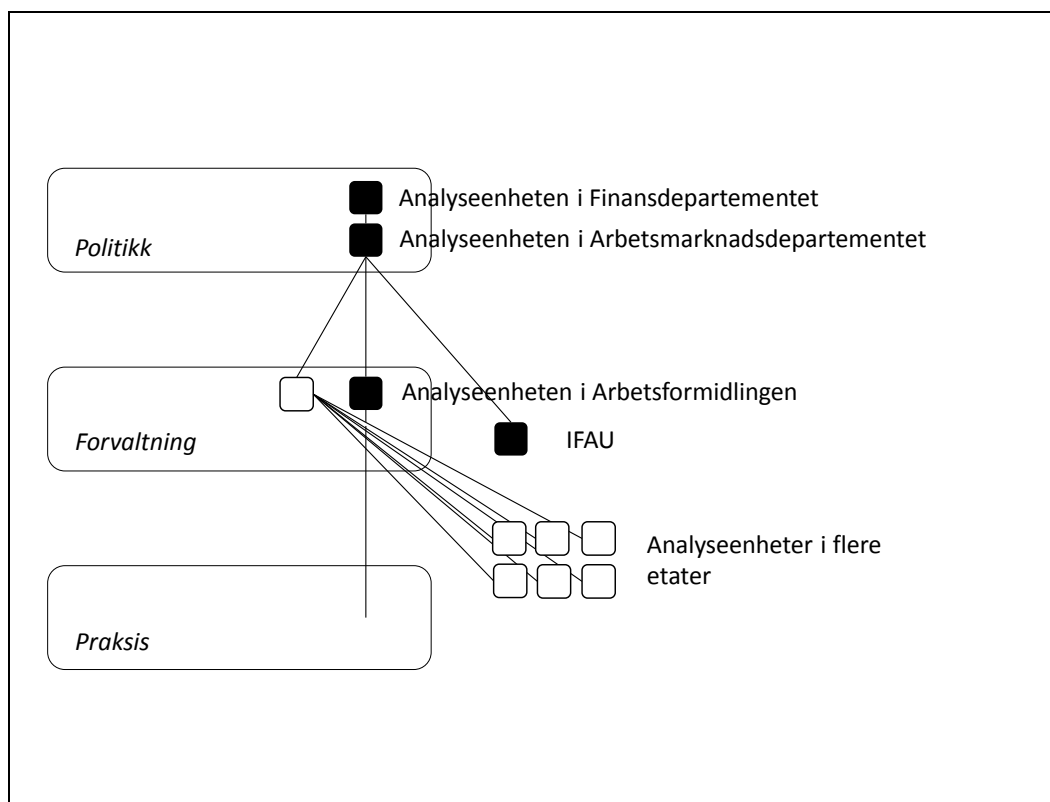 Analyseenheten i Finansdepartementet
Analyseenheten i Arbetsmarknadsdepartementet
Politikk
Analyseenheten i Arbetsformidlingen
Forvaltning
IFAU
Analyseenheter i flere
etater
Praksis